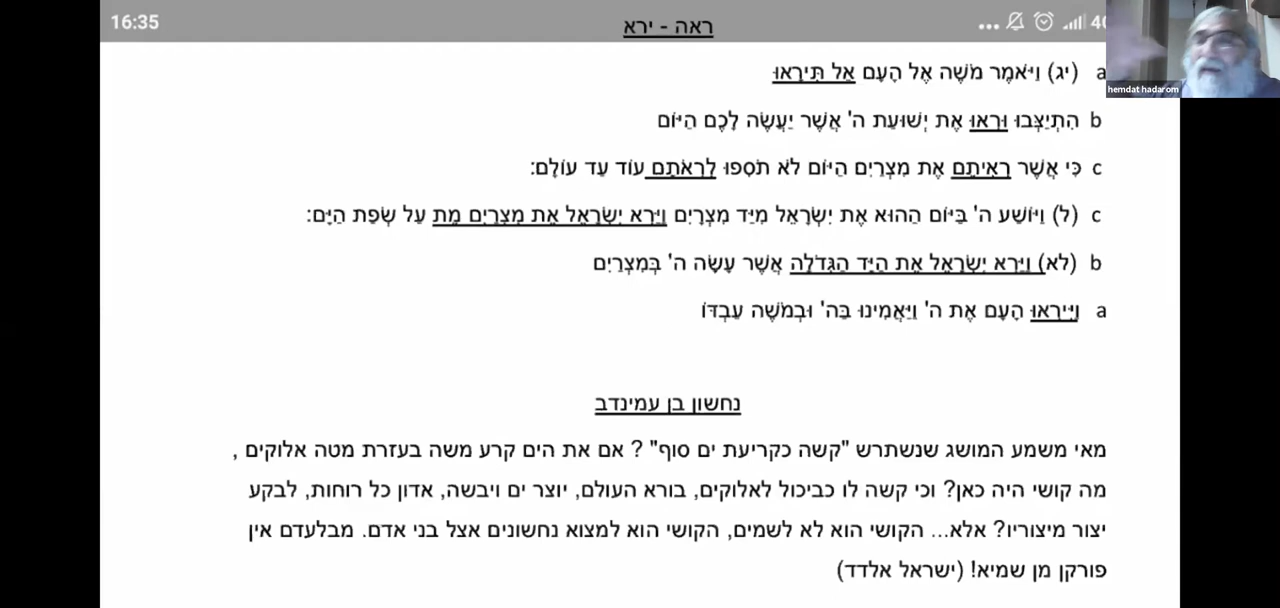 16:35
ראה - ירא
hemdat hadarom
a (יג) וַיֹּאמֶר מֹשֶׁה אֶל הָעָם אַל תִּירָאוּ
b הִתְיַצְּבוּ וּרְאוּ אֶת יְשׁוּעַת ה' אֲשֶׁר יַעֲשֶׂה לָכֶם הַיּוֹם
c כִּי אֲשֶׁר רְאִיתֶם אֶת מִצְרַיִם הַיּוֹם לֹא תֹסִפוּ לִרְאֹתָם עוֹד עַד עוֹלָם:
c (ל) וַיּוֹשַׁע ה' בַּיּוֹם הַהוּא אֶת יִשְׂרָאֵל מִיַּד מִצְרָיִם וַיַּרְא יִשְׂרָאֵל אֶת מִצְרַיִם מֵת עַל שְׂפַת הַיָּם:
b (לא) וַיַּרְא יִשְׂרָאֵל אֶת הַיָּד הַגְּדֹלָה אֲשֶׁר עָשָׂה ה' בְּמִצְרַיִם
a וַיִּירְאוּ הָעָם אֶת ה' וַיַּאֲמִינוּ בַּה' וּבְמֹשֶׁה עַבְדּוֹ
נחשון בן עמינדב
מאי משמע המושג שנשתרש "קשה כקריעת ים סוף" ? אם את הים קרע משה בעזרת מטה אלוקים ,
מה קושי היה כאן? וכי קשה לו כביכול לאלוקים, בורא העולם, יוצר ים ויבשה, אדון כל רוחות, לבקע
יצור מיצוריו? אלא... הקושי הוא לא לשמים, הקושי הוא למצוא נחשונים אצל בני אדם. מבלעדם אין
פורקן מן שמיא! (ישראל אלדד)